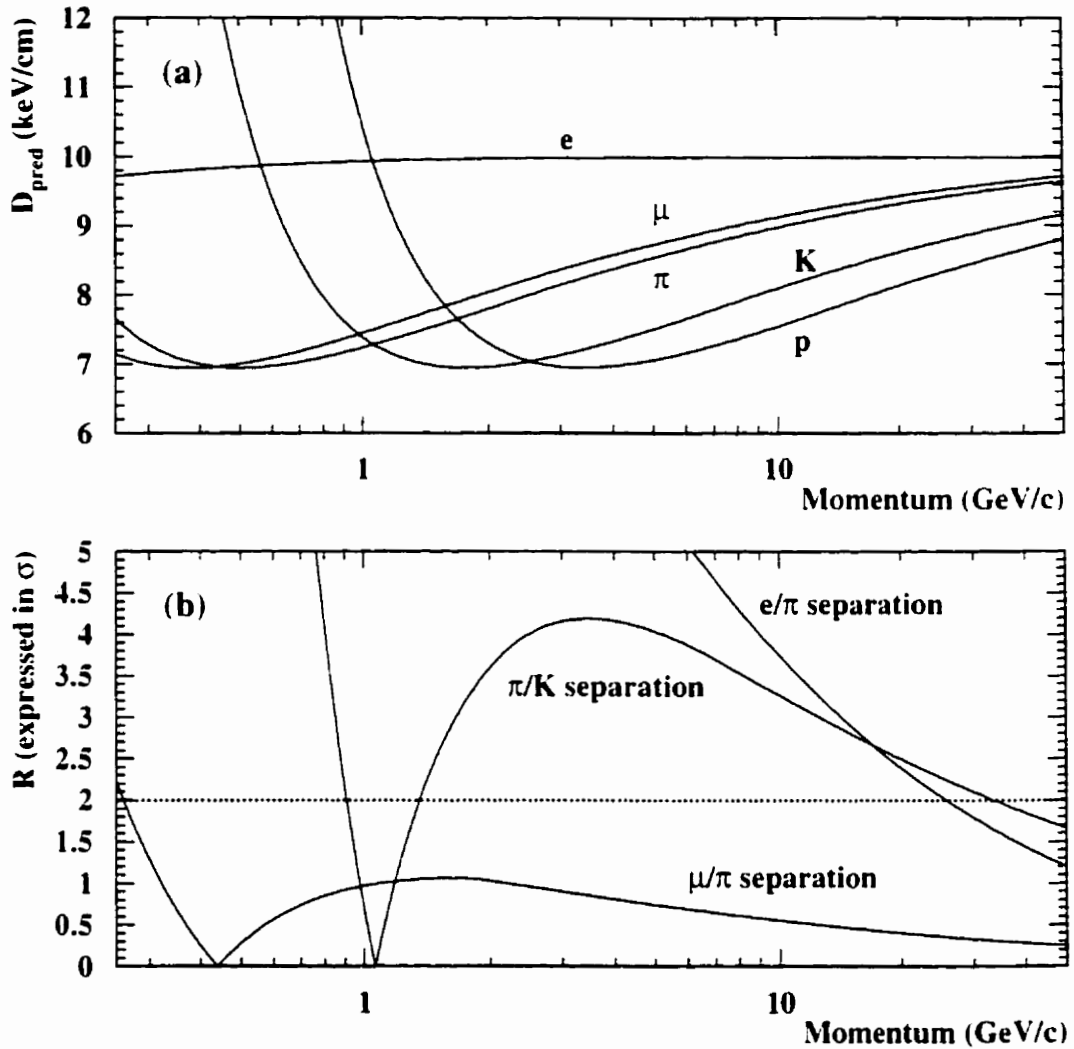 D_pred (keV/cm)
12
11
10
9
8
7
6
(a)
e
μ
π
K
p
1
10
Momentum (GeV/c)
R (expressed in σ)
5
4.5
4
3.5
3
2.5
2
1.5
1
0.5
0
(b)
e/π separation
π/K separation
μ/π separation
1
10
Momentum (GeV/c)